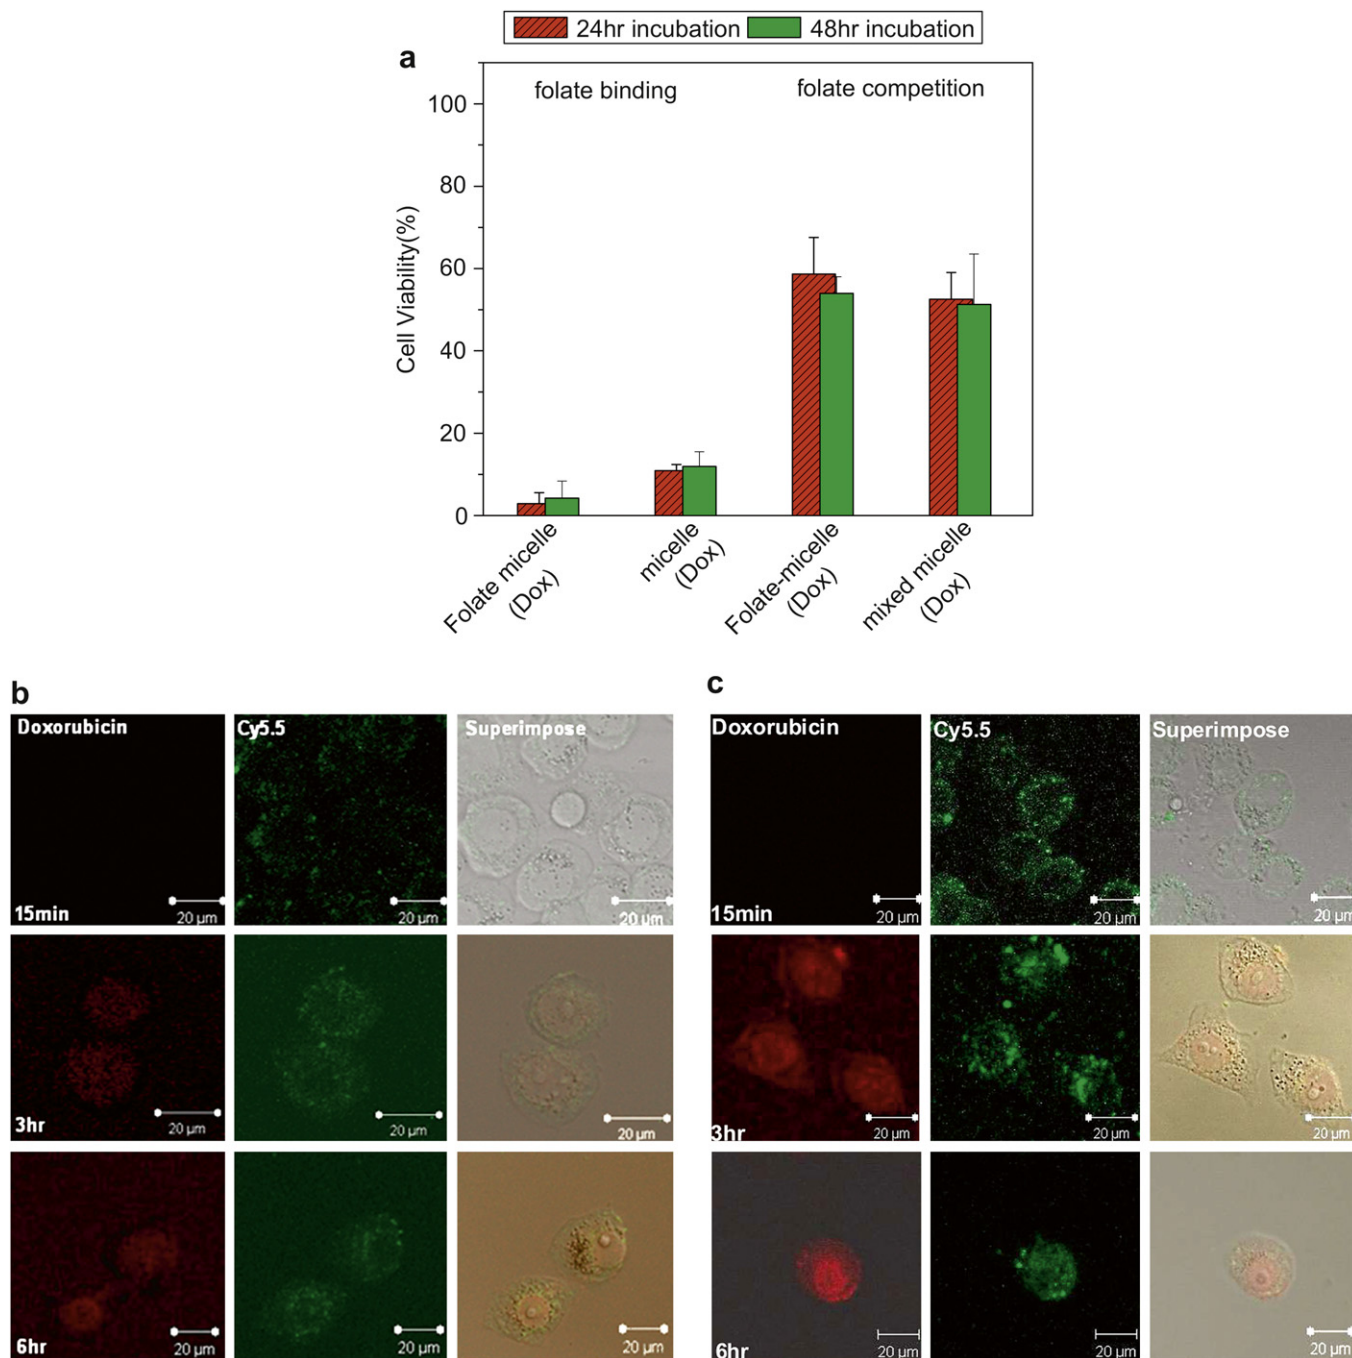 24hr incubation 48hr incubation
a
folate binding folate competition
100
80
60
40
20
0
Cell Viability(%)
Folate micelle
(Dox)
micelle
(Dox)
Folate-micelle
(Dox)
mixed micelle
(Dox)
b
Doxorubicin Cy5.5 Superimpose
15min 20 µm 20 µm 20 µm
3hr 20 µm 20 µm 20 µm
6hr 20 µm 20 µm 20 µm
c
Doxorubicin Cy5.5 Superimpose
15min 20 µm 20 µm 20 µm
3hr 20 µm 20 µm 20 µm
6hr 20 µm 20 µm 20 µm